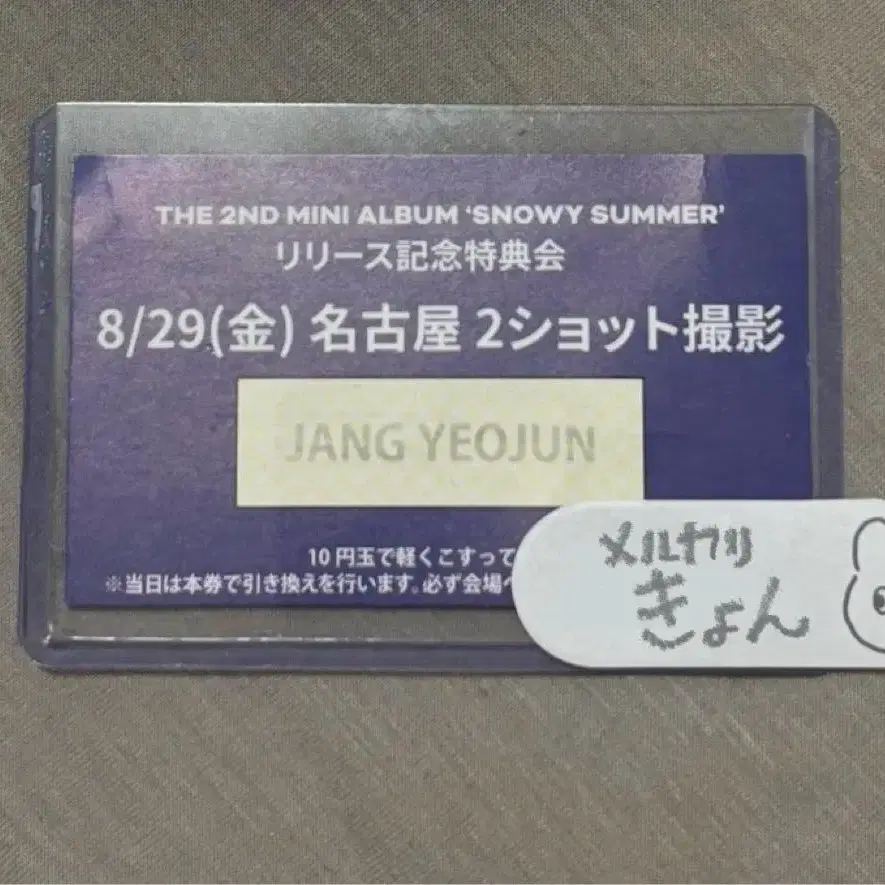 THE 2ND MINI ALBUM ‘SNOWY SUMMER’
リリース記念特典会
8/29(金) 名古屋 2ショット撮影
JANG YEOJUN
10円玉で軽くこすって
※当日は本券で引き換えを行います。必ず会場へ
メルカリ
きょん